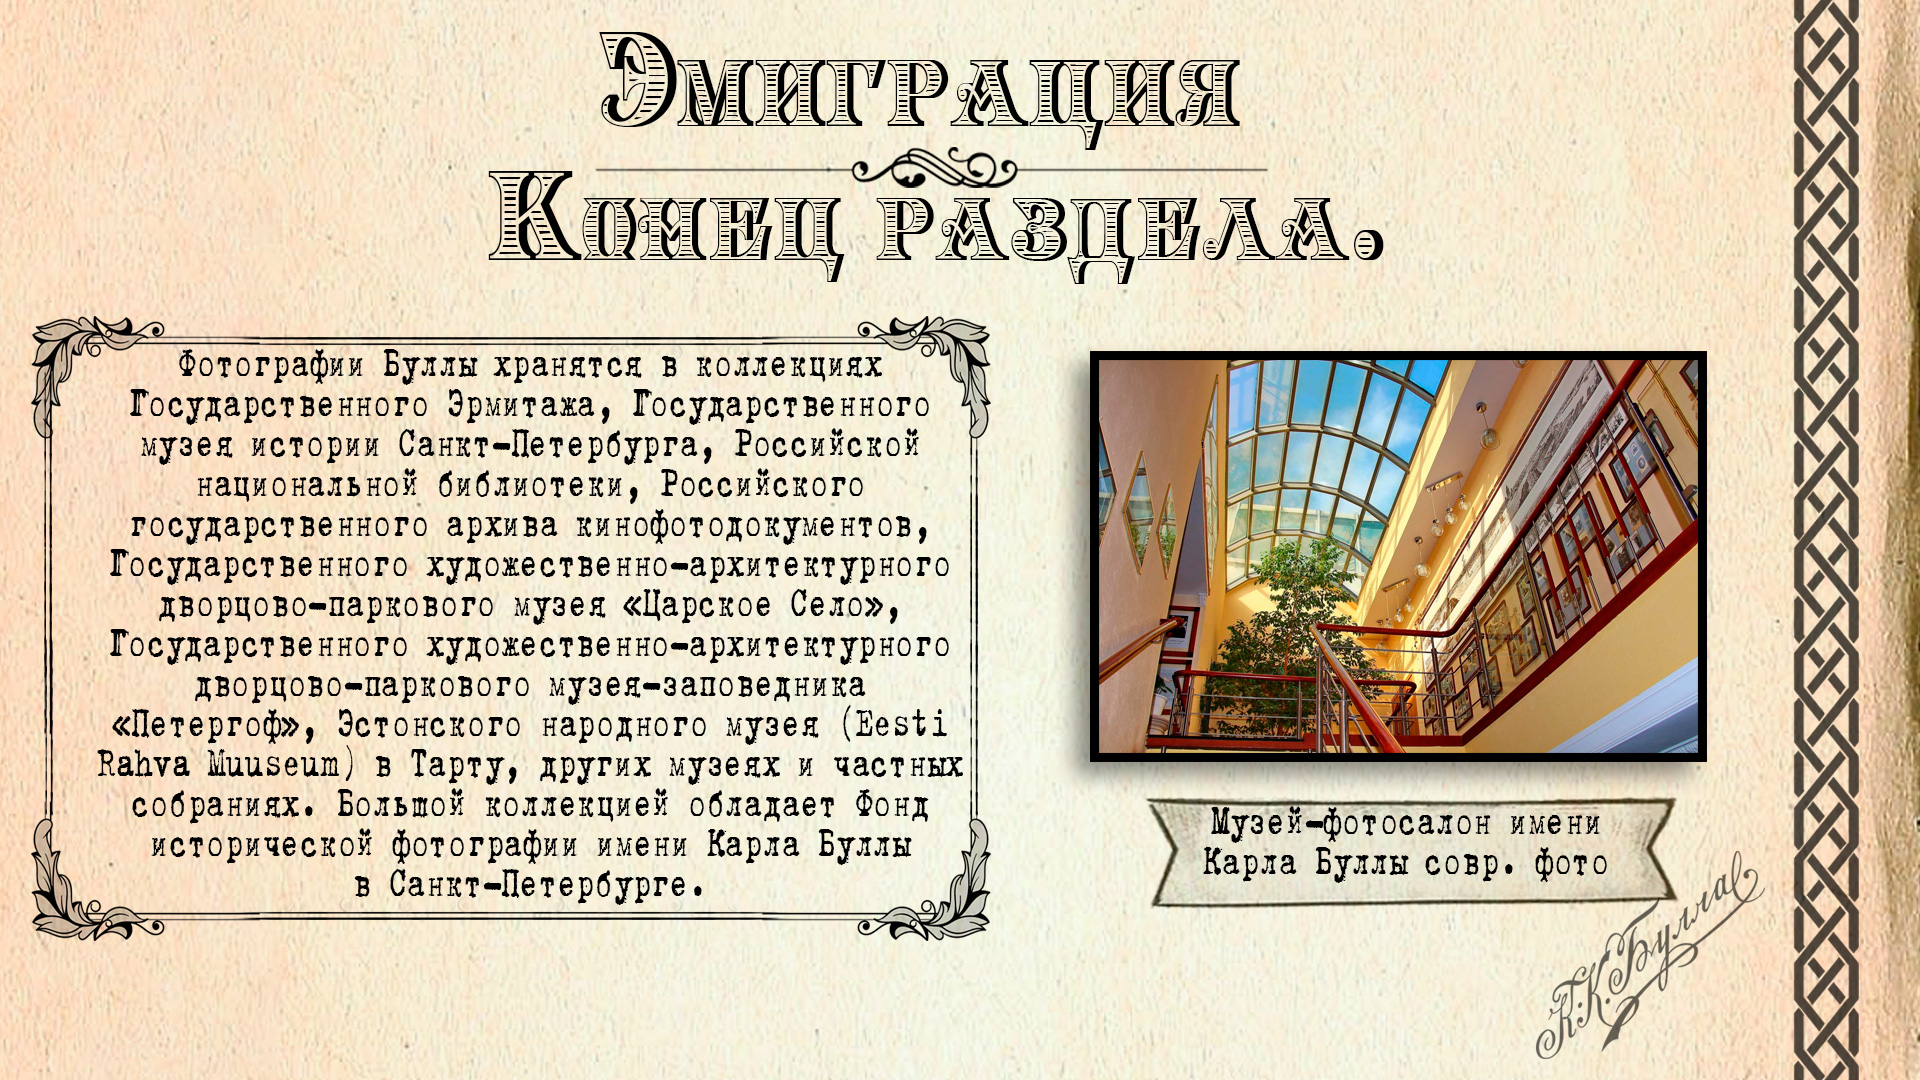 Эмиграция
Конец раздела.
Фотографии Буллы хранятся в коллекциях
Государственного Эрмитажа, Государственного
музея истории Санкт-Петербурга, Российской
национальной библиотеки, Российского
государственного архива кинофотодокументов,
Государственного художественно-архитектурного
дворцово-паркового музея «Царское Село»,
Государственного художественно-архитектурного
дворцово-паркового музея-заповедника
«Петергоф», Эстонского народного музея (Eesti
Rahva Muuseum) в Тарту, других музеях и частных
собраниях. Большой коллекцией обладает Фонд
исторической фотографии имени Карла Буллы
в Санкт-Петербурге.
Музей-фотосалон имени
Карла Буллы совр. фото
К.К.Булла